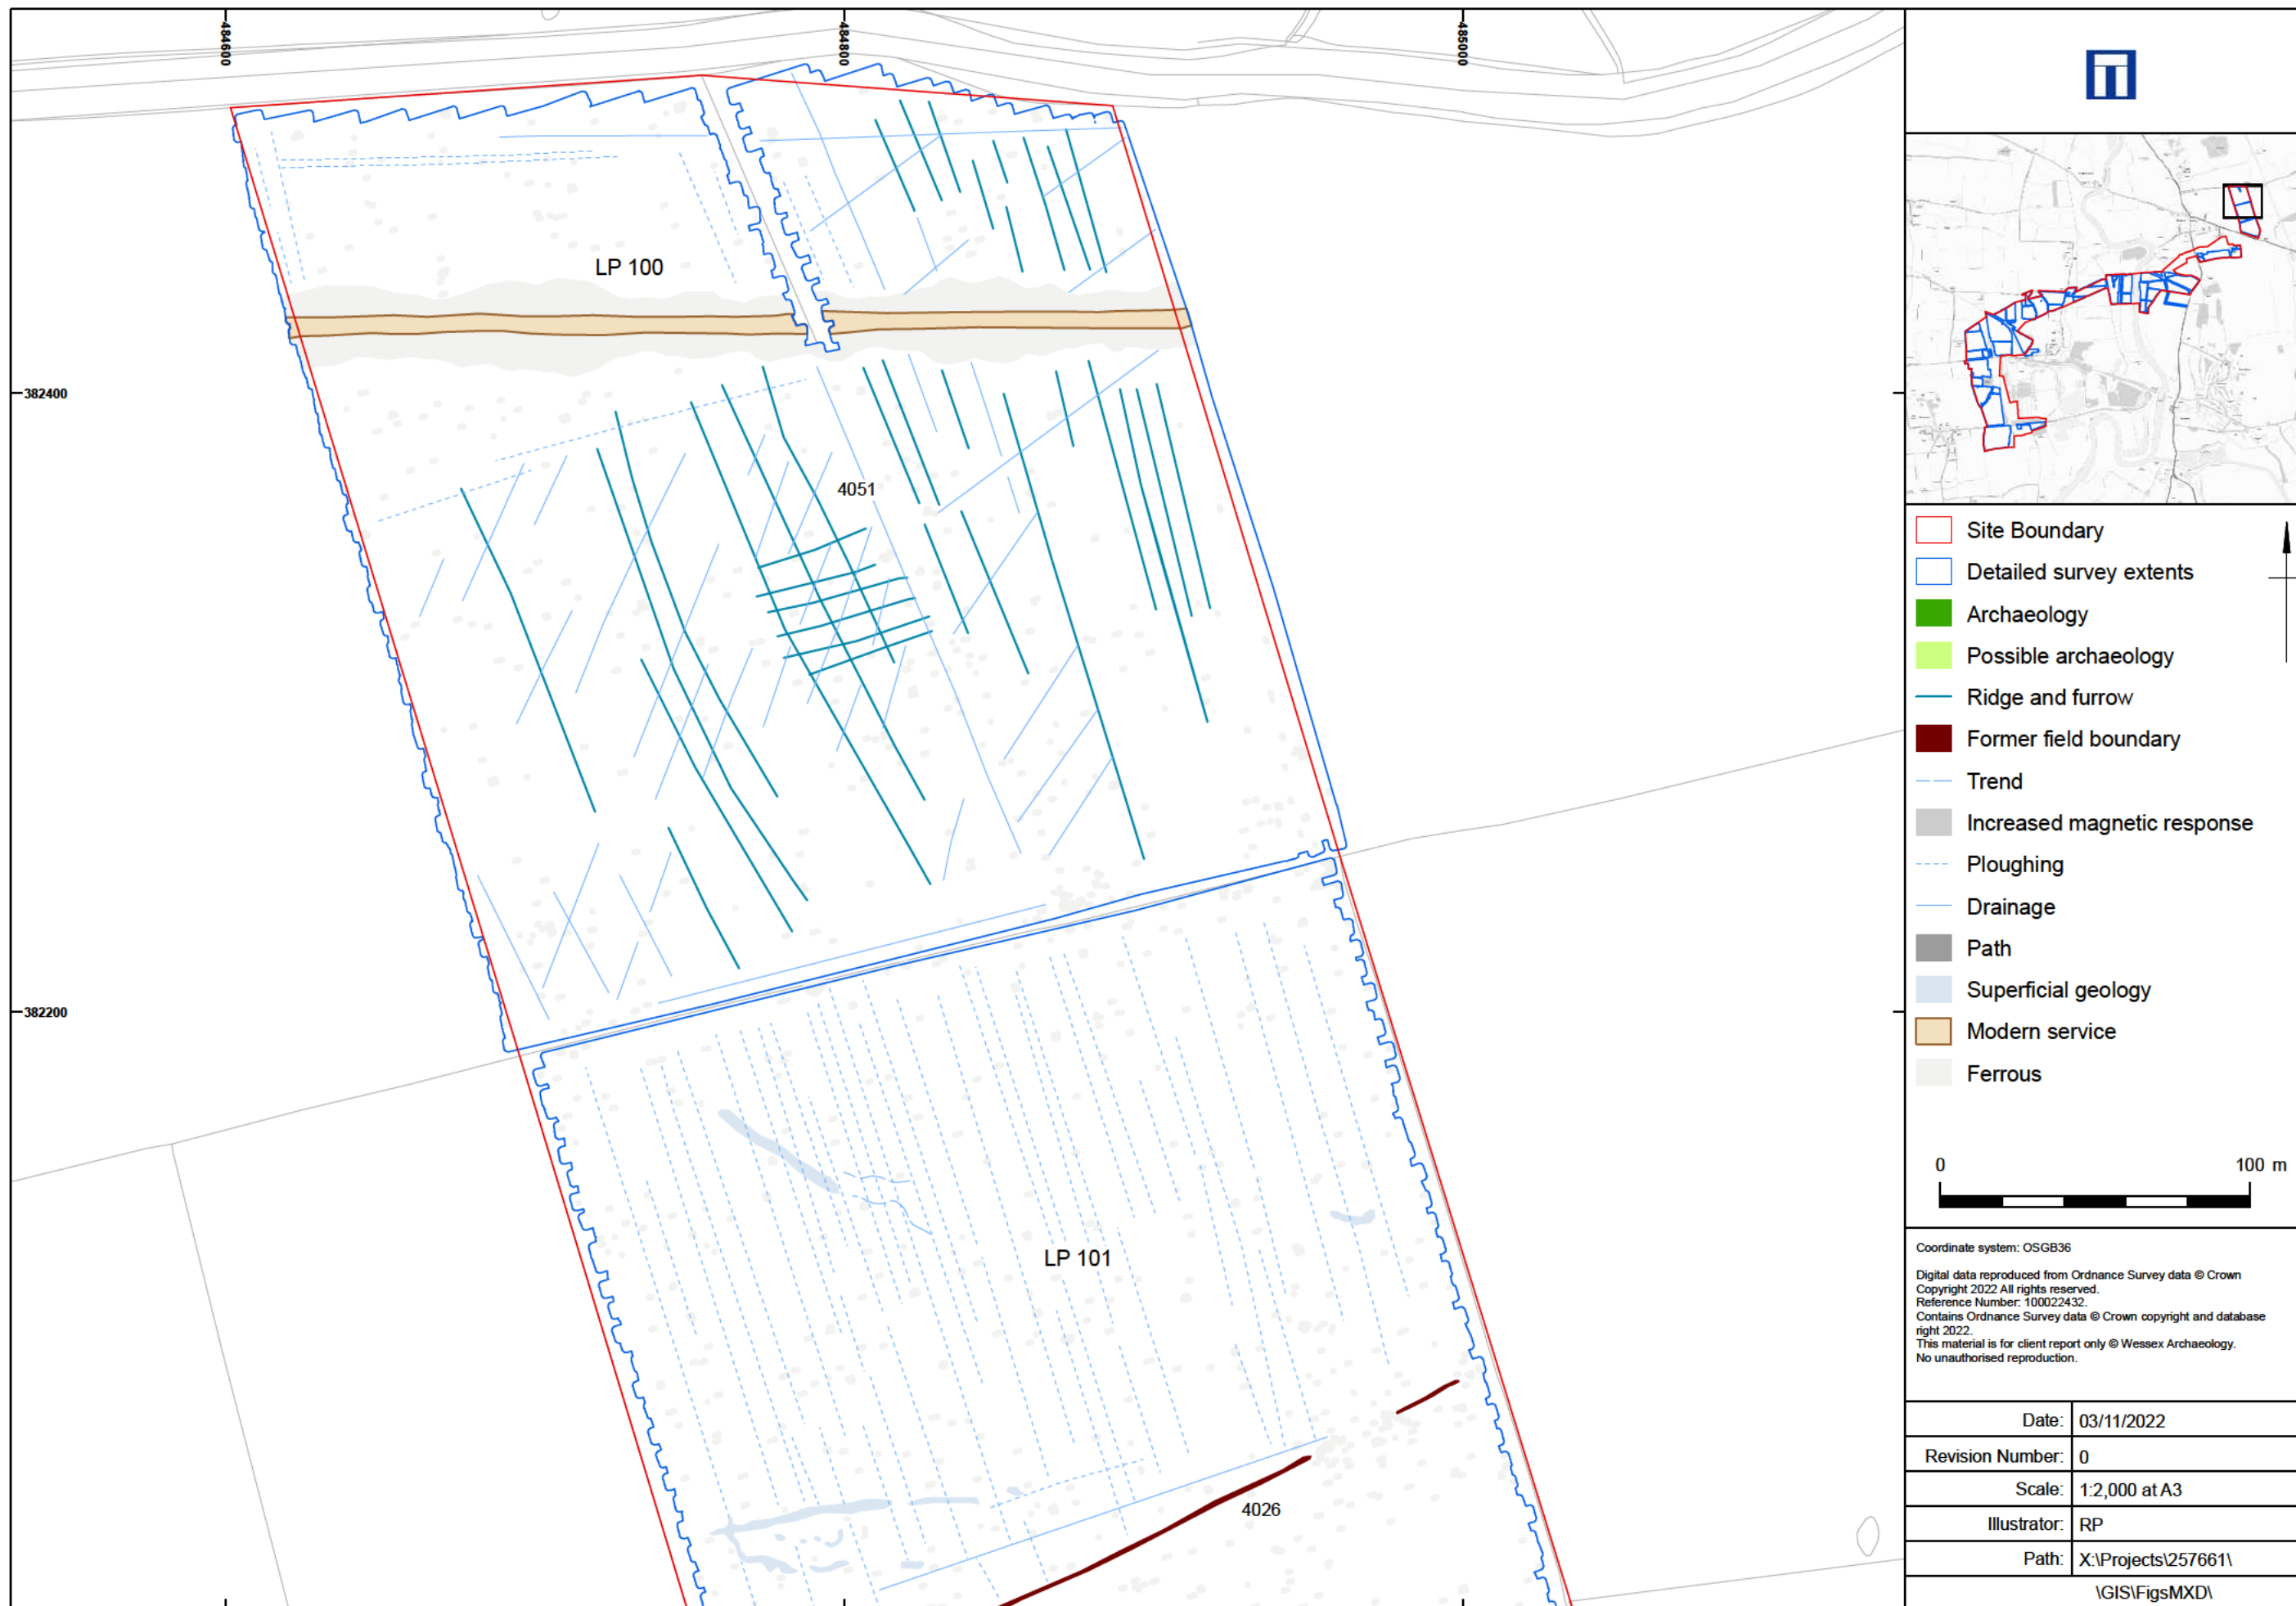 484600
484800
485000
382400
382200
LP 100
4051
LP 101
4026
Site Boundary
Detailed survey extents
Archaeology
Possible archaeology
Ridge and furrow
Former field boundary
Trend
Increased magnetic response
Ploughing
Drainage
Path
Superficial geology
Modern service
Ferrous
0 100 m
Coordinate system: OSGB36
Digital data reproduced from Ordnance Survey data © Crown
Copyright 2022 All rights reserved.
Reference Number: 100022432.
Contains Ordnance Survey data © Crown copyright and database
right 2022.
This material is for client report only © Wessex Archaeology.
No unauthorised reproduction.
Date: 03/11/2022
Revision Number: 0
Scale: 1:2,000 at A3
Illustrator: RP
Path: X:\Projects\257661\
\GIS\FigsMXD\